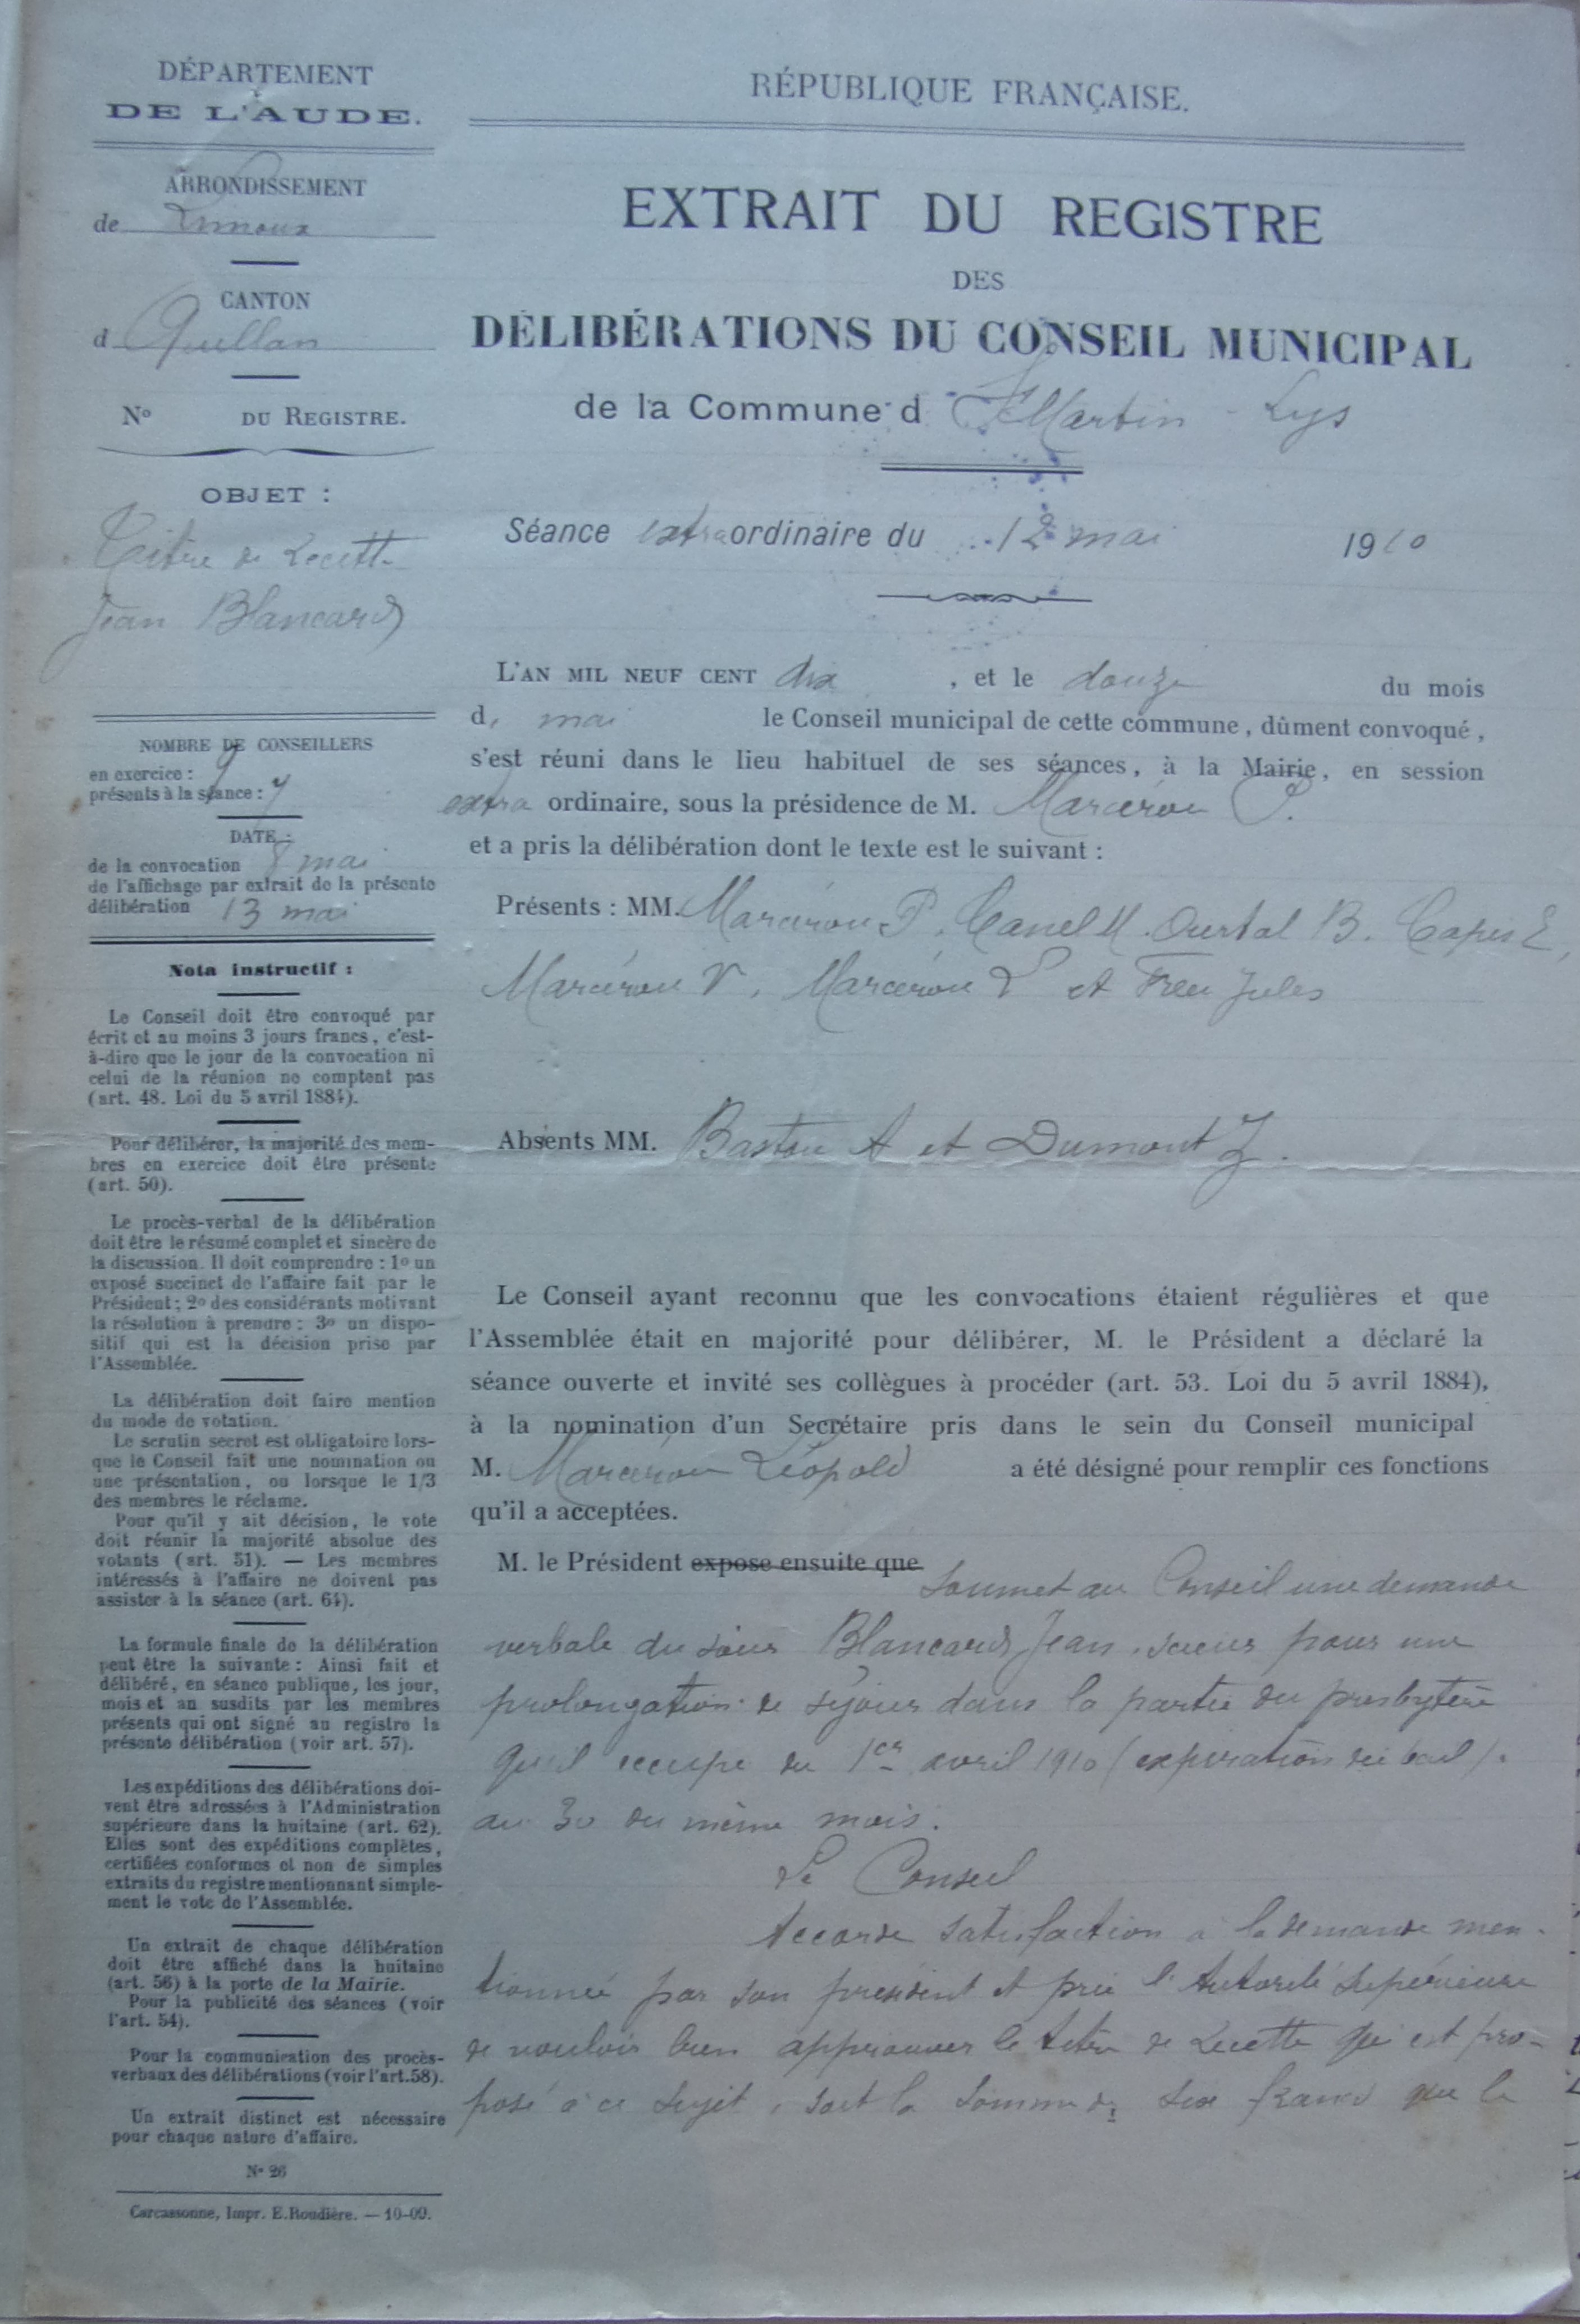 DÉPARTEMENT
DE L'AUDE.
ARRONDISSEMENT
de Limoux
CANTON
d Quillan
N° DU REGISTRE.
OBJET :
Titre de Recette
Jean Blancard
NOMBRE DE CONSEILLERS
en exercice : 9
présents à la séance : 7
DATE :
de la convocation 8 mai
de l'affichage par extrait de la présente
délibération 13 mai
Nota instructif :
Le Conseil doit être convoqué par
écrit et au moins 3 jours francs, c'est-
à-dire que le jour de la convocation ni
celui de la réunion ne comptent pas
(art. 48. Loi du 5 avril 1884).
Pour délibérer, la majorité des mem-
bres en exercice doit être présente
(art. 50).
Le procès-verbal de la délibération
doit être le résumé complet et sincère de
la discussion. Il doit comprendre : 1° un
exposé succinct de l'affaire fait par le
Président ; 2° des considérants motivant
la résolution à prendre ; 3° un dispo-
sitif qui est la décision prise par
l'Assemblée.
La délibération doit faire mention
du mode de votation.
Le scrutin secret est obligatoire lors-
que le Conseil fait une nomination ou
une présentation, ou lorsque le 1/3
des membres le réclame.
Pour qu'il y ait décision, le vote
doit réunir la majorité absolue des
votants (art. 51). — Les membres
intéressés à l'affaire ne doivent pas
assister à la séance (art. 64).
La formule finale de la délibération
peut être la suivante : Ainsi fait et
délibéré, en séance publique, les jour,
mois et an susdits par les membres
présents qui ont signé au registre la
présente délibération (voir art. 57).
Les expéditions des délibérations doi-
vent être adressées à l'Administration
supérieure dans la huitaine (art. 62).
Elles sont des expéditions complètes,
certifiées conformes et non de simples
extraits du registre mentionnant simple-
ment le vote de l'Assemblée.
Un extrait de chaque délibération
doit être affiché dans la huitaine
(art. 56) à la porte de la Mairie.
Pour la publicité des séances (voir
l'art. 54).
Pour la communication des procès-
verbaux des délibérations (voir l'art. 58).
Un extrait distinct est nécessaire
pour chaque nature d'affaire.
N° 26
Carcassonne, Impr. E. Roudière. — 10-09.
RÉPUBLIQUE FRANÇAISE.
EXTRAIT DU REGISTRE
DES
DÉLIBÉRATIONS DU CONSEIL MUNICIPAL
de la Commune d St Martin - Lys
Séance extraordinaire du 12 mai 1910
L'AN MIL NEUF CENT dix , et le douze du mois
de mai le Conseil municipal de cette commune, dûment convoqué,
s'est réuni dans le lieu habituel de ses séances, à la Mairie, en session
extra ordinaire, sous la présidence de M. Marcerou P.
et a pris la délibération dont le texte est le suivant :
Présents : MM. Marcerou P. Canel M. Ourtal B. Capis E,
Marcerou V, Marcerou L et Freu Jules
Absents MM. Bastou A et Dumont J.
Le Conseil ayant reconnu que les convocations étaient régulières et que
l'Assemblée était en majorité pour délibérer, M. le Président a déclaré la
séance ouverte et invité ses collègues à procéder (art. 53. Loi du 5 avril 1884),
à la nomination d'un Secrétaire pris dans le sein du Conseil municipal
M. Marcerou Léopold a été désigné pour remplir ces fonctions
qu'il a acceptées.
M. le Président expose ensuite que soumet au Conseil une demande
verbale du sieur Blancard Jean, pour une
prolongation de séjour dans la partie du presbytère
qu'il occupe du 1er avril 1910 (expiration du bail).
au 30 du même mois.
Le Conseil
Accorde satisfaction à la demande men-
tionnée par son président et prie l'Autorité Supérieure
de vouloir bien approuver le titre de Recette qui est pro-
posé à ce sujet, soit la somme de six francs que le